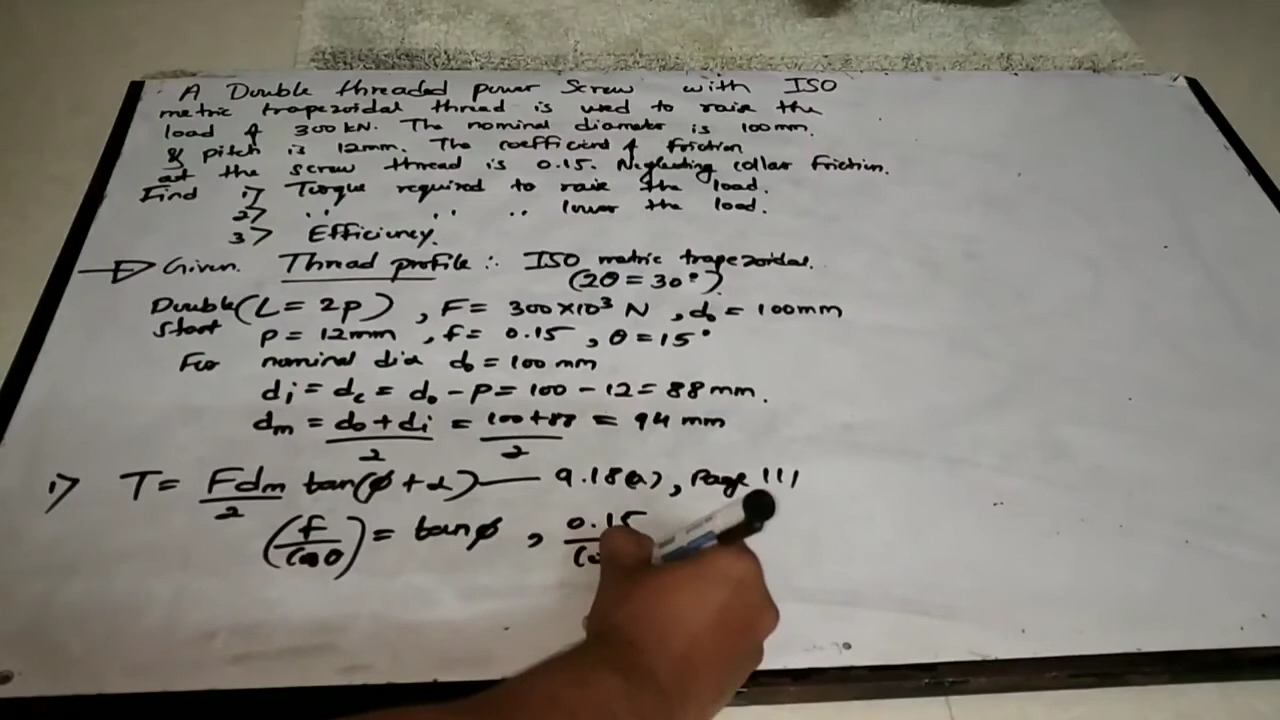 A Double threaded power Screw with ISO
metric trapezoidal thread is used to raise the
load of 300 kN. The nominal diameter is 100mm.
& pitch is 12mm. The coefficient of friction
at the screw thread is 0.15. Neglecting collar friction.
Find 1> Torque required to raise the load.
2> '' '' '' lower the load.
3> Efficiency.
Given. Thread profile :- ISO metric trapezoidal.
(2θ = 30°)
Double (L = 2p), F = 300×10³ N, d₀ = 100mm
Start p = 12mm, f = 0.15, θ = 15°
For nominal dia d₀ = 100 mm
di = dc = d₀ - P = 100 - 12 = 88 mm.
dm = d₀ + di / 2 = 100+88 / 2 = 94 mm
1> T = Fdm / 2 tan(φ + α) — 9.18(a), Page 111
(f / Cosθ) = tanφ, 0.15